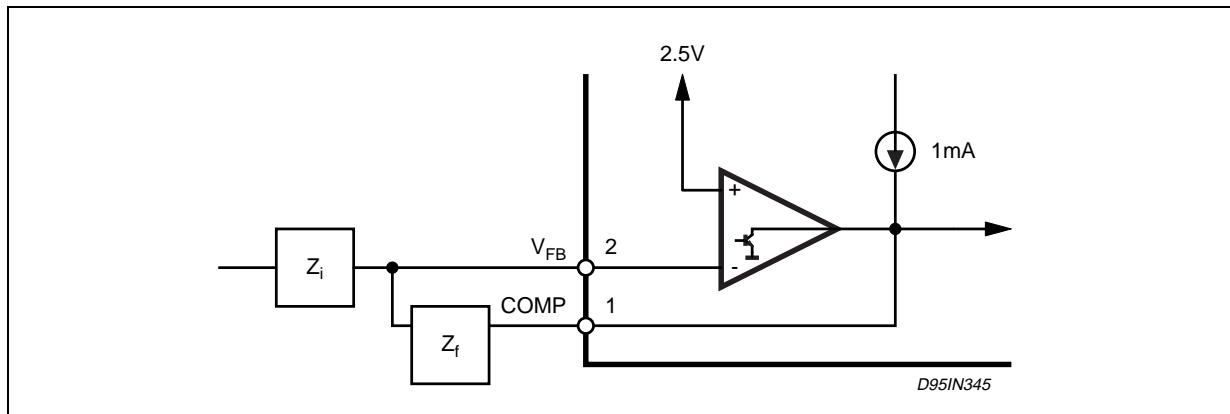 2.5V
1mA
+
-
VFB
2
COMP
1
Zi
Zf
D95IN345